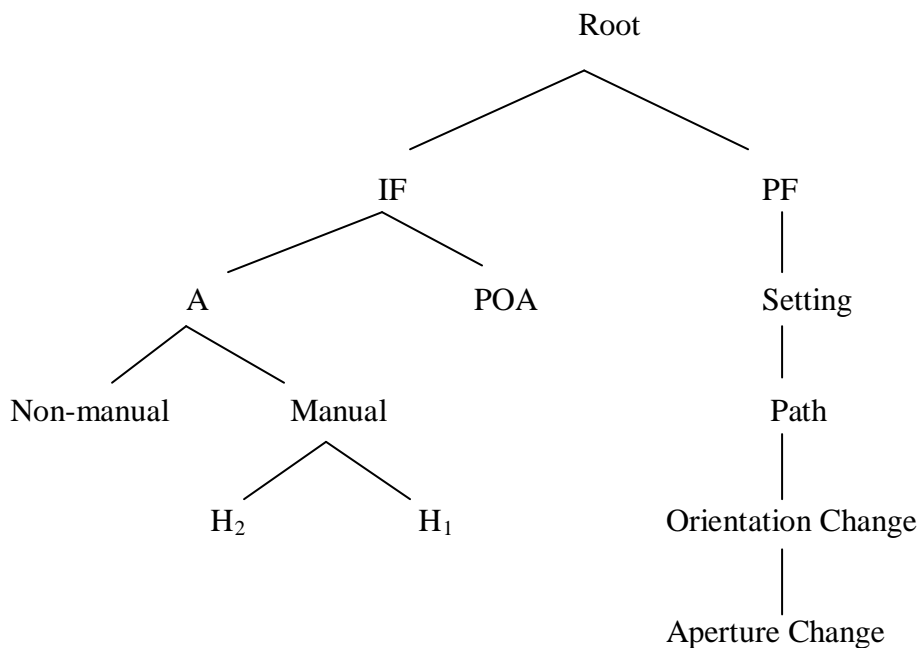 Root
IF PF
A POA Setting
Non-manual Manual Path
H₂ H₁ Orientation Change
Aperture Change